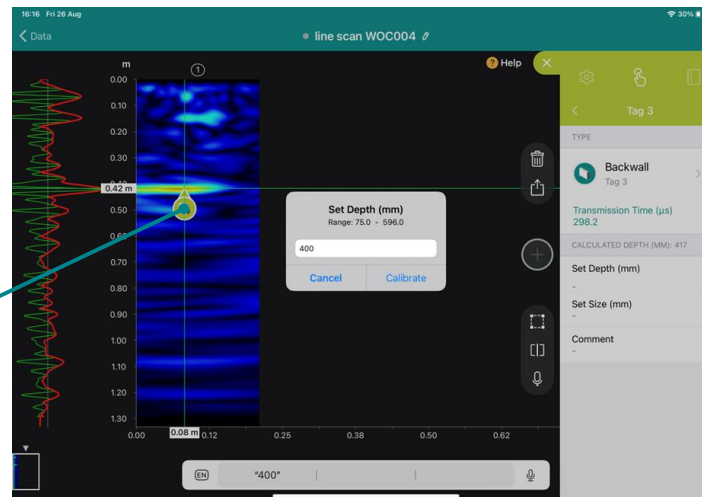 16:16 Fri 26 Aug
30%
Data
line scan WOC004
m
1
? Help
0.00
0.10
0.20
0.30
0.40
0.42 m
0.50
0.60
0.70
0.80
0.90
1.00
1.10
1.20
1.30
0.00
0.08 m
0.12
0.25
0.38
0.50
0.62
Set Depth (mm)
Range: 75.0 - 596.0
400
Cancel
Calibrate
Tag 3
TYPE
Backwall
Tag 3
Transmission Time (µs)
298.2
CALCULATED DEPTH (MM): 417
Set Depth (mm)
-
Set Size (mm)
-
Comment
-
EN
"400"